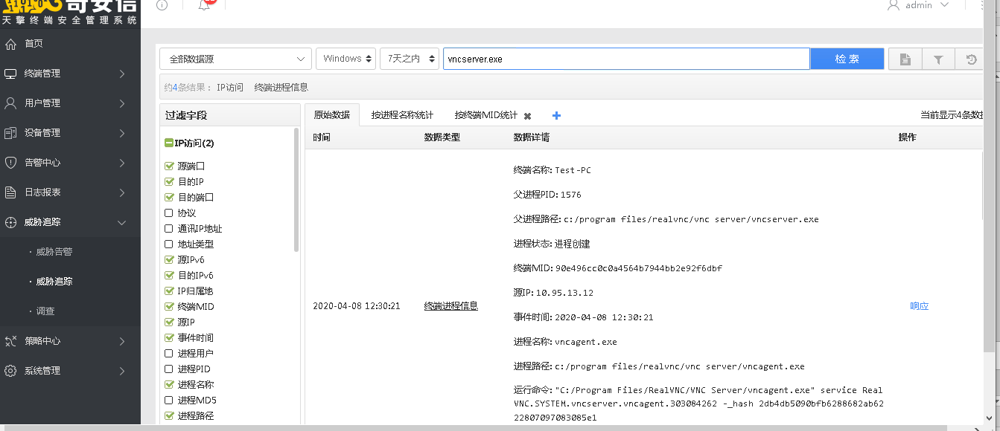 奇安信
天擎终端安全管理系统
admin
首页
终端管理
用户管理
设备管理
告警中心
日志报表
威胁追踪
· 威胁告警
· 威胁追踪
· 调查
策略中心
系统管理
全部数据源
Windows
7天之内
vncserver.exe
检 索
约4条结果： IP访问 终端进程信息
过滤字段
IP访问(2)
源端口
目的IP
目的端口
协议
通讯IP地址
地址类型
源IPv6
目的IPv6
IP归属地
终端MID
源IP
事件时间
进程用户
进程PID
进程名称
进程MD5
进程路径
原始数据 按进程名称统计 按终端MID统计
当前显示4条数据
时间 数据类型 数据详情 操作
2020-04-08 12:30:21 终端进程信息
终端名称: Test-PC
父进程PID: 1576
父进程路径: c:/program files/realvnc/vnc server/vncserver.exe
进程状态: 进程创建
终端MID: 90e496cc0c0a4564b7944bb2e92f6dbf
源IP: 10.95.13.12
事件时间: 2020-04-08 12:30:21
进程名称: vncagent.exe
进程路径: c:/program files/realvnc/vnc server/vncagent.exe
运行命令: "C:/Program Files/RealVNC/VNC Server/vncagent.exe" service Real
VNC.SYSTEM.vncserver.vncagent.303084262 -_hash 2db4db5090bfb6288682ab62
22807097083085e1
响应